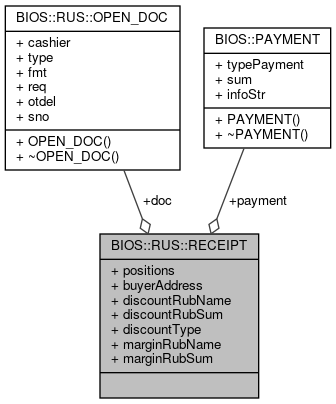 BIOS::RUS::OPEN_DOC
+ cashier
+ type
+ fmt
+ req
+ otdel
+ sno
+ OPEN_DOC()
+ ~OPEN_DOC()
BIOS::PAYMENT
+ typePayment
+ sum
+ infoStr
+ PAYMENT()
+ ~PAYMENT()
+doc
+payment
BIOS::RUS::RECEIPT
+ positions
+ buyerAddress
+ discountRubName
+ discountRubSum
+ discountType
+ marginRubName
+ marginRubSum